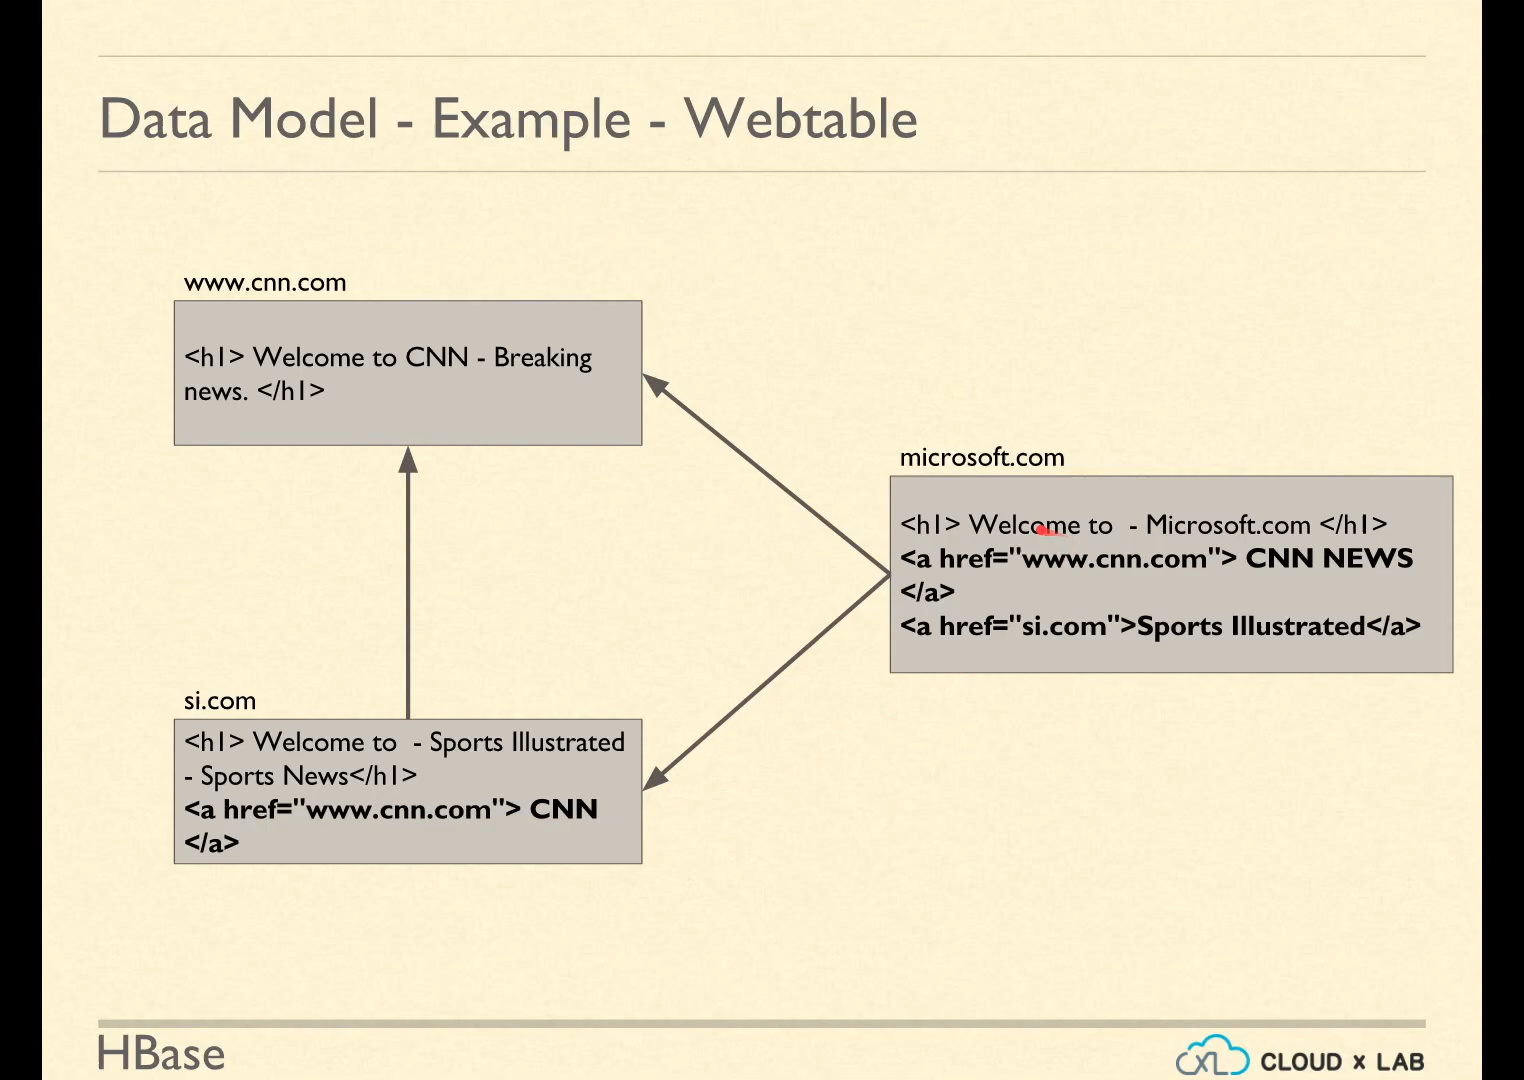 Data Model - Example - Webtable
www.cnn.com
<h1> Welcome to CNN - Breaking
news. </h1>
microsoft.com
<h1> Welcome to  - Microsoft.com </h1>
<a href="www.cnn.com"> CNN NEWS
</a>
<a href="si.com">Sports Illustrated</a>
si.com
<h1> Welcome to  - Sports Illustrated
- Sports News</h1>
<a href="www.cnn.com"> CNN
</a>
HBase
CXL CLOUD x LAB